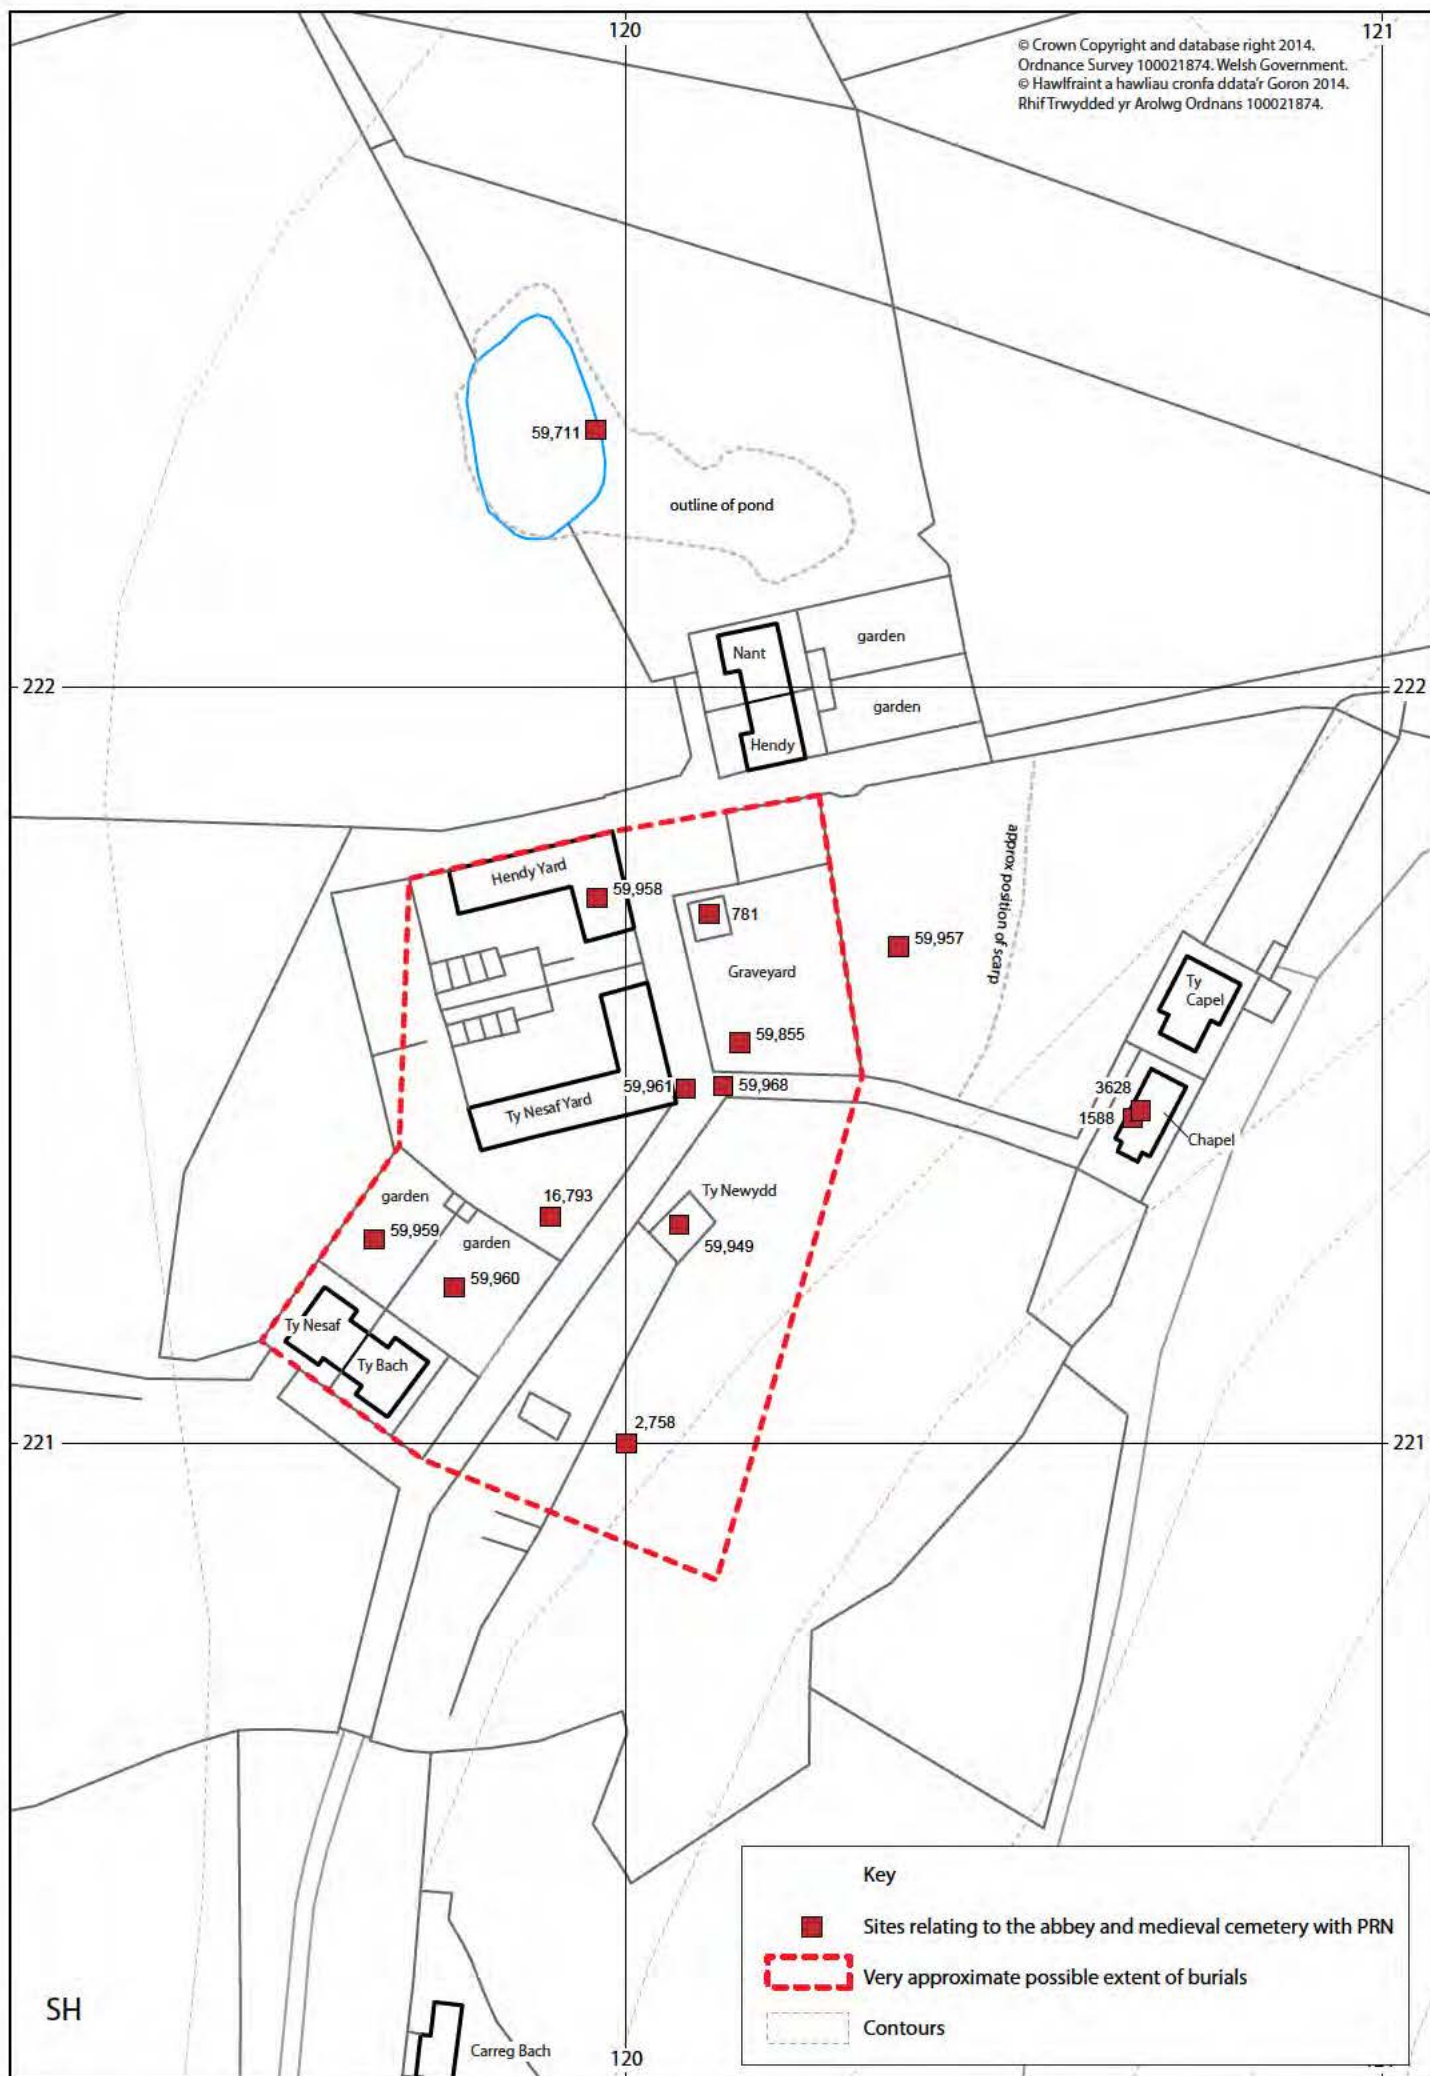 120
121
© Crown Copyright and database right 2014.
Ordnance Survey 100021874. Welsh Government.
© Hawlfraint a hawliau cronfa ddata'r Goron 2014.
Rhif Trwydded yr Arolwg Ordnans 100021874.
59,711
outline of pond
Nant
garden
222
222
garden
Hendy
approx position of scarp
Hendy Yard
59,958
781
59,957
Graveyard
Ty
Capel
59,855
59,961
59,968
3628
1588
Ty Nesaf Yard
Chapel
garden
16,793
Ty Newydd
59,959
garden
59,949
59,960
Ty Nesaf
Ty Bach
2,758
221
221
Key
Sites relating to the abbey and medieval cemetery with PRN
Very approximate possible extent of burials
Contours
SH
Carreg Bach
120